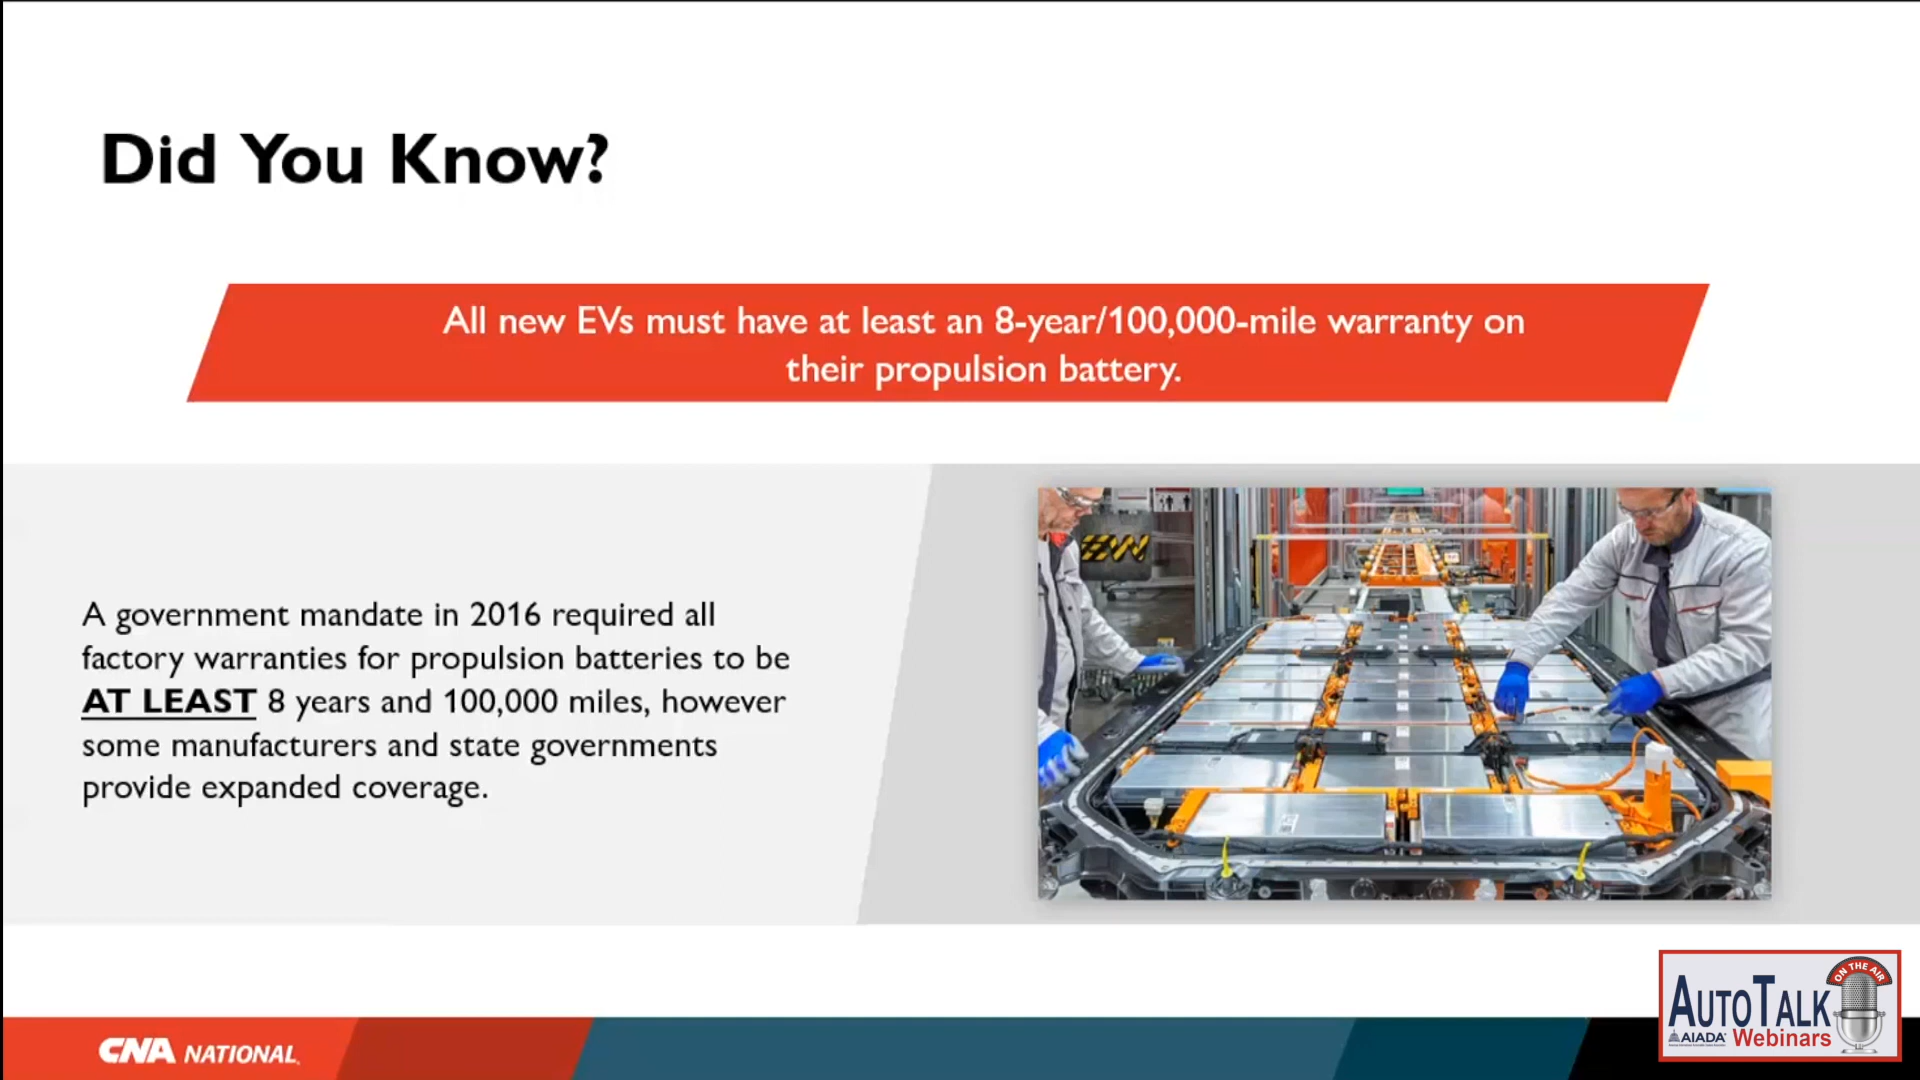 Did You Know?
All new EVs must have at least an 8-year/100,000-mile warranty on
their propulsion battery.
A government mandate in 2016 required all
factory warranties for propulsion batteries to be
AT LEAST 8 years and 100,000 miles, however
some manufacturers and state governments
provide expanded coverage.
CNA NATIONAL
ON THE AIR
AUTOTALK
AIADA Webinars